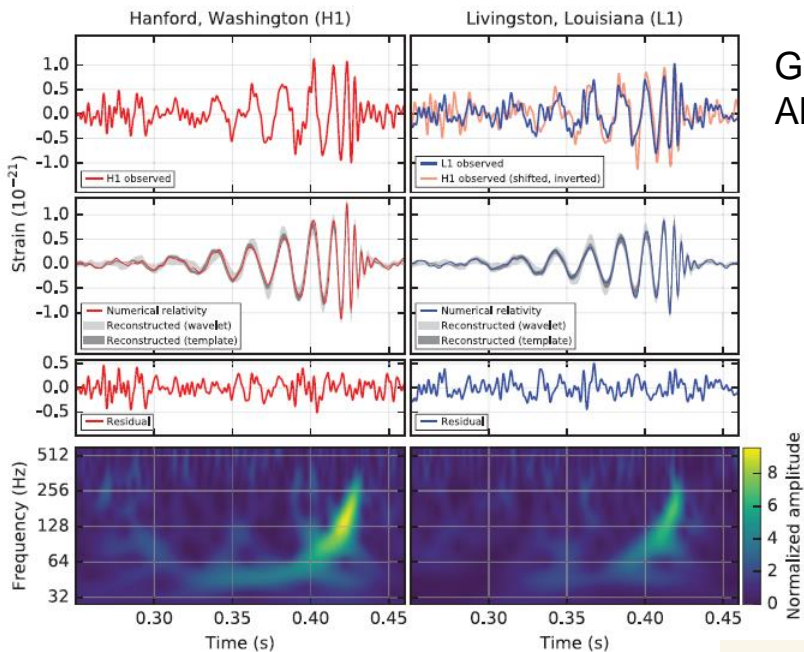 Hanford, Washington (H1)
Livingston, Louisiana (L1)
G
Strain (10⁻²¹)
1.0
0.5
0.0
-0.5
-1.0
H1 observed
L1 observed
H1 observed (shifted, inverted)
1.0
0.5
0.0
-0.5
-1.0
Numerical relativity
Reconstructed (wavelet)
Reconstructed (template)
Numerical relativity
Reconstructed (wavelet)
Reconstructed (template)
0.5
0.0
-0.5
Residual
Residual
Frequency (Hz)
512
256
128
64
32
0.30
0.35
0.40
0.45
Time (s)
0.30
0.35
0.40
0.45
Time (s)
8
6
4
2
0
Normalized amplitude